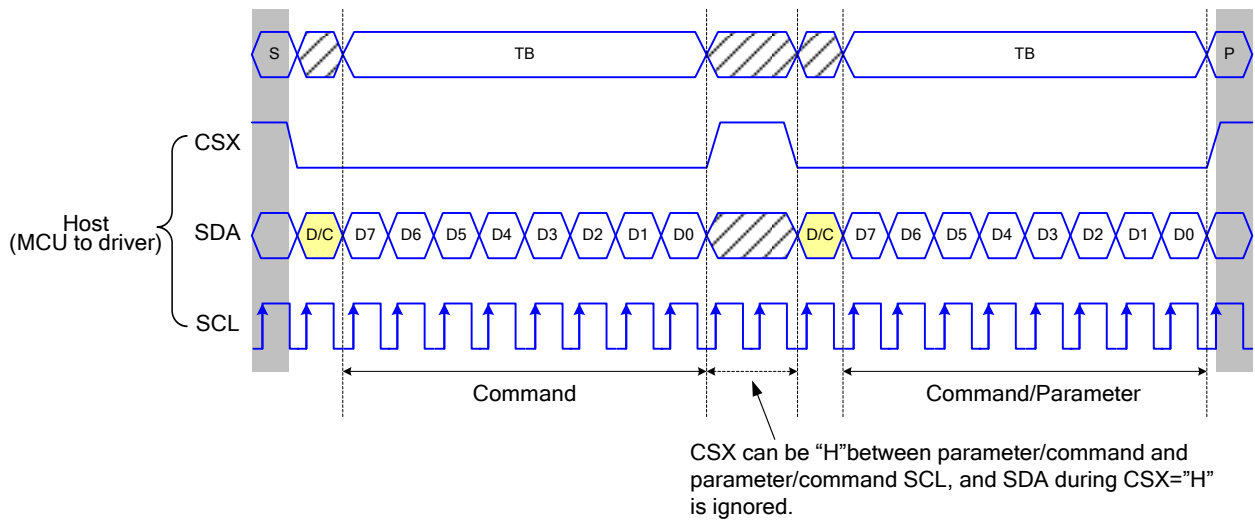 S TB TB P
CSX
Host
(MCU to driver)
SDA D/C D7 D6 D5 D4 D3 D2 D1 D0 D/C D7 D6 D5 D4 D3 D2 D1 D0
SCL
Command Command/Parameter
CSX can be “H”between parameter/command and
parameter/command SCL, and SDA during CSX=”H”
is ignored.